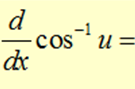 d/dx cos⁻¹ u =